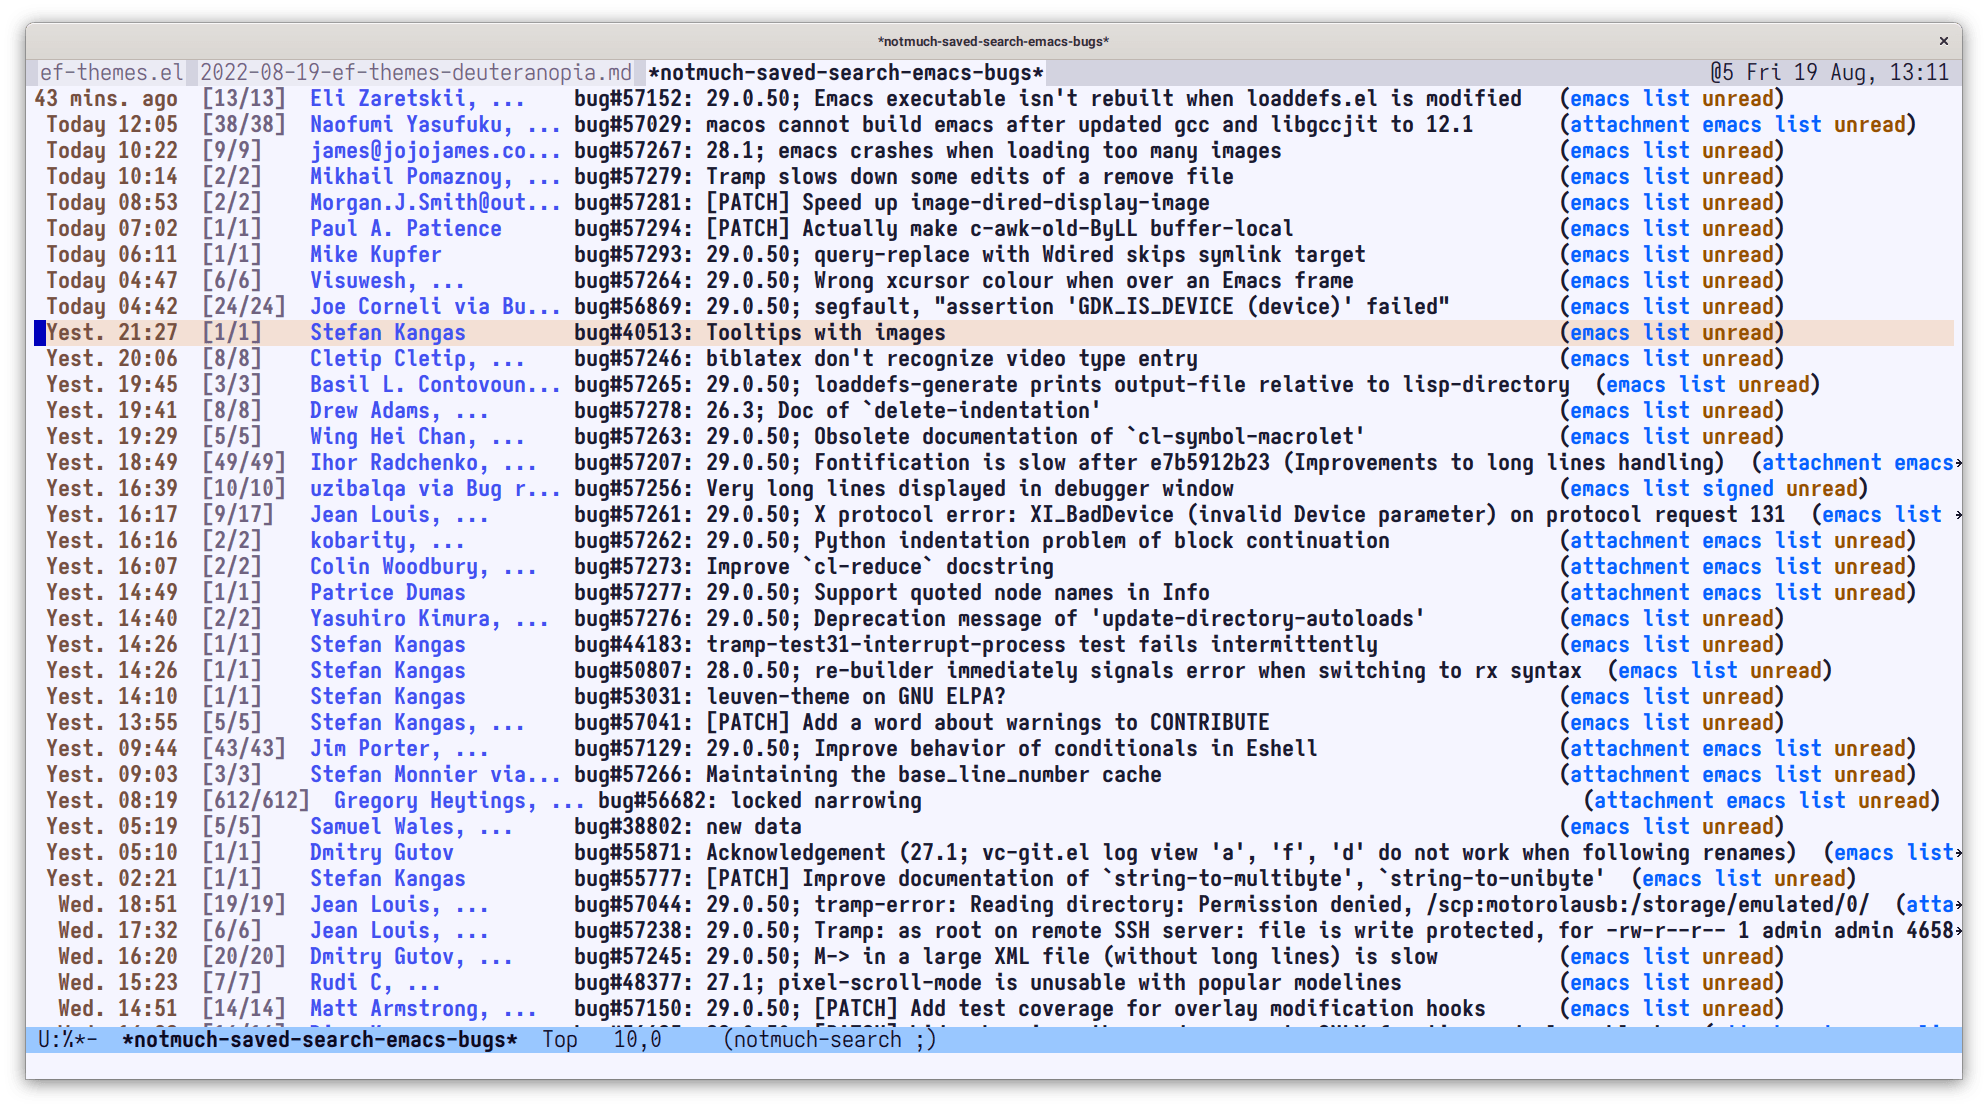 *notmuch-saved-search-emacs-bugs* ×
ef-themes.el 2022-08-19-ef-themes-deuteranopia.md *notmuch-saved-search-emacs-bugs* @5 Fri 19 Aug, 13:11
43 mins. ago [13/13] Eli Zaretskii, ... bug#57152: 29.0.50; Emacs executable isn't rebuilt when loaddefs.el is modified (emacs list unread)
Today 12:05 [38/38] Naofumi Yasufuku, ... bug#57029: macos cannot build emacs after updated gcc and libgccjit to 12.1 (attachment emacs list unread)
Today 10:22 [9/9] james@jojojames.co... bug#57267: 28.1; emacs crashes when loading too many images (emacs list unread)
Today 10:14 [2/2] Mikhail Pomaznoy, ... bug#57279: Tramp slows down some edits of a remove file (emacs list unread)
Today 08:53 [2/2] Morgan.J.Smith@out... bug#57281: [PATCH] Speed up image-dired-display-image (emacs list unread)
Today 07:02 [1/1] Paul A. Patience bug#57294: [PATCH] Actually make c-awk-old-ByLL buffer-local (emacs list unread)
Today 06:11 [1/1] Mike Kupfer bug#57293: 29.0.50; query-replace with Wdired skips symlink target (emacs list unread)
Today 04:47 [6/6] Visuwesh, ... bug#57264: 29.0.50; Wrong xcursor colour when over an Emacs frame (emacs list unread)
Today 04:42 [24/24] Joe Corneli via Bu... bug#56869: 29.0.50; segfault, "assertion 'GDK_IS_DEVICE (device)' failed" (emacs list unread)
Yest. 21:27 [1/1] Stefan Kangas bug#40513: Tooltips with images (emacs list unread)
Yest. 20:06 [8/8] Cletip Cletip, ... bug#57246: biblatex don't recognize video type entry (emacs list unread)
Yest. 19:45 [3/3] Basil L. Contovoun... bug#57265: 29.0.50; loaddefs-generate prints output-file relative to lisp-directory (emacs list unread)
Yest. 19:41 [8/8] Drew Adams, ... bug#57278: 26.3; Doc of `delete-indentation' (emacs list unread)
Yest. 19:29 [5/5] Wing Hei Chan, ... bug#57263: 29.0.50; Obsolete documentation of `cl-symbol-macrolet' (emacs list unread)
Yest. 18:49 [49/49] Ihor Radchenko, ... bug#57207: 29.0.50; Fontification is slow after e7b5912b23 (Improvements to long lines handling) (attachment emacs→
Yest. 16:39 [10/10] uzibalqa via Bug r... bug#57256: Very long lines displayed in debugger window (emacs list signed unread)
Yest. 16:17 [9/17] Jean Louis, ... bug#57261: 29.0.50; X protocol error: XI_BadDevice (invalid Device parameter) on protocol request 131 (emacs list →
Yest. 16:16 [2/2] kobarity, ... bug#57262: 29.0.50; Python indentation problem of block continuation (attachment emacs list unread)
Yest. 16:07 [2/2] Colin Woodbury, ... bug#57273: Improve `cl-reduce` docstring (attachment emacs list unread)
Yest. 14:49 [1/1] Patrice Dumas bug#57277: 29.0.50; Support quoted node names in Info (attachment emacs list unread)
Yest. 14:40 [2/2] Yasuhiro Kimura, ... bug#57276: 29.0.50; Deprecation message of 'update-directory-autoloads' (emacs list unread)
Yest. 14:26 [1/1] Stefan Kangas bug#44183: tramp-test31-interrupt-process test fails intermittently (emacs list unread)
Yest. 14:26 [1/1] Stefan Kangas bug#50807: 28.0.50; re-builder immediately signals error when switching to rx syntax (emacs list unread)
Yest. 14:10 [1/1] Stefan Kangas bug#53031: leuven-theme on GNU ELPA? (emacs list unread)
Yest. 13:55 [5/5] Stefan Kangas, ... bug#57041: [PATCH] Add a word about warnings to CONTRIBUTE (emacs list unread)
Yest. 09:44 [43/43] Jim Porter, ... bug#57129: 29.0.50; Improve behavior of conditionals in Eshell (attachment emacs list unread)
Yest. 09:03 [3/3] Stefan Monnier via... bug#57266: Maintaining the base_line_number cache (attachment emacs list unread)
Yest. 08:19 [612/612] Gregory Heytings, ... bug#56682: locked narrowing (attachment emacs list unread)
Yest. 05:19 [5/5] Samuel Wales, ... bug#38802: new data (emacs list unread)
Yest. 05:10 [1/1] Dmitry Gutov bug#55871: Acknowledgement (27.1; vc-git.el log view 'a', 'f', 'd' do not work when following renames) (emacs list→
Yest. 02:21 [1/1] Stefan Kangas bug#55777: [PATCH] Improve documentation of `string-to-multibyte', `string-to-unibyte' (emacs list unread)
Wed. 18:51 [19/19] Jean Louis, ... bug#57044: 29.0.50; tramp-error: Reading directory: Permission denied, /scp:motorolausb:/storage/emulated/0/ (atta→
Wed. 17:32 [6/6] Jean Louis, ... bug#57238: 29.0.50; Tramp: as root on remote SSH server: file is write protected, for -rw-r--r-- 1 admin admin 4658→
Wed. 16:20 [20/20] Dmitry Gutov, ... bug#57245: 29.0.50; M-> in a large XML file (without long lines) is slow (emacs list unread)
Wed. 15:23 [7/7] Rudi C, ... bug#48377: 27.1; pixel-scroll-mode is unusable with popular modelines (emacs list unread)
Wed. 14:51 [14/14] Matt Armstrong, ... bug#57150: 29.0.50; [PATCH] Add test coverage for overlay modification hooks (emacs list unread)
U:%*- *notmuch-saved-search-emacs-bugs* Top 10,0 (notmuch-search ;)